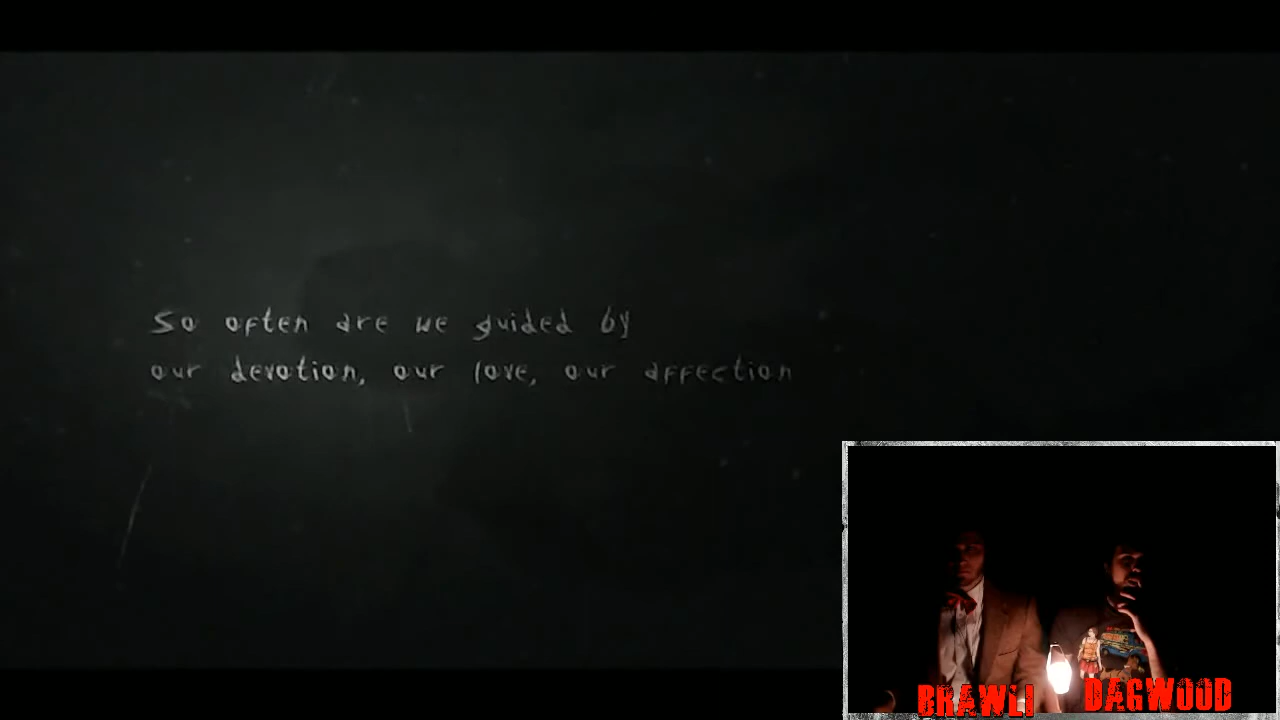 So often are we guided by
our devotion, our love, our affection
BRAWLI DAGWOOD